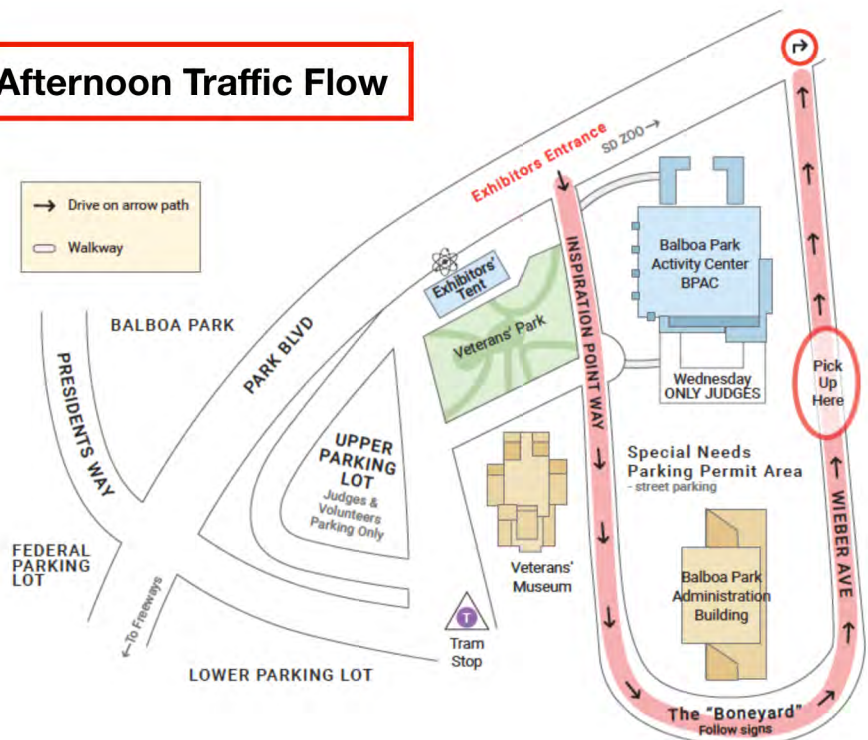 Afternoon Traffic Flow
Exhibitors Entrance
SD ZOO →
→ Drive on arrow path
Walkway
BALBOA PARK
PARK BLVD
PRESIDENTS WAY
Exhibitors'
Tent
Veterans' Park
INSPIRATION POINT WAY
Balboa Park
Activity Center
BPAC
Wednesday
ONLY JUDGES
Pick
Up
Here
UPPER
PARKING
LOT
Judges &
Volunteers
Parking Only
Special Needs
Parking Permit Area
- street parking
WIEBER AVE
FEDERAL
PARKING
LOT
←To Freeways
Veterans'
Museum
Balboa Park
Administration
Building
T
Tram
Stop
LOWER PARKING LOT
The "Boneyard"
Follow signs